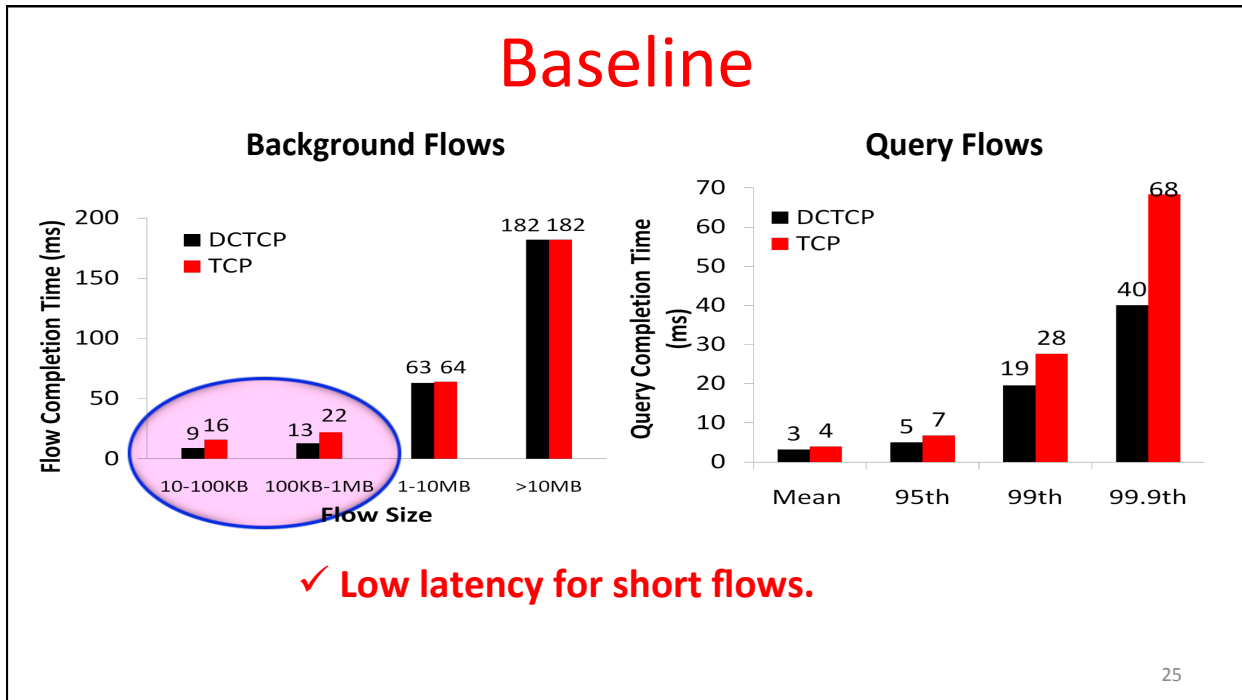 Baseline
Background Flows
Flow Completion Time (ms)
200
150
100
50
0
DCTCP
TCP
9 16
13 22
63 64
182 182
10-100KB 100KB-1MB 1-10MB >10MB
Flow Size
Query Flows
Query Completion Time
(ms)
70
60
50
40
30
20
10
0
DCTCP
TCP
3 4
5 7
19 28
40 68
Mean 95th 99th 99.9th
✓ Low latency for short flows.
25